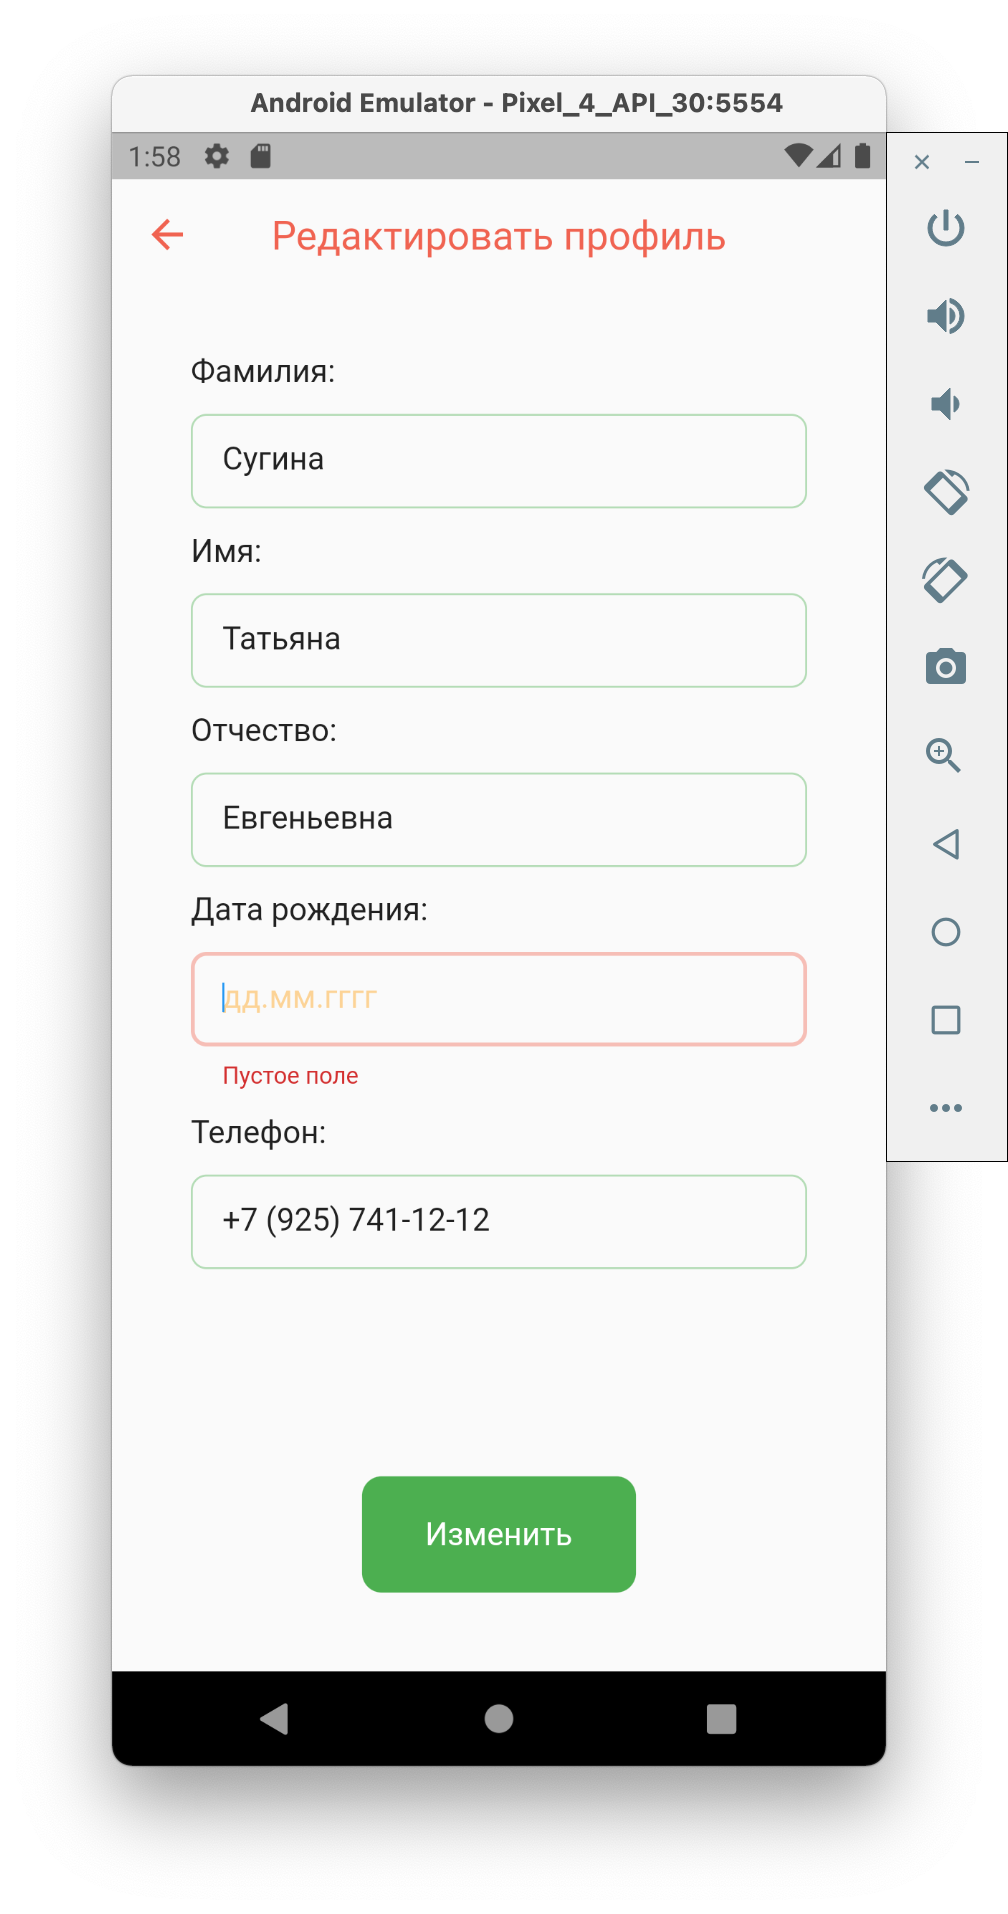 Android Emulator - Pixel_4_API_30:5554
1:58
Редактировать профиль
Фамилия:
Сугина
Имя:
Татьяна
Отчество:
Евгеньевна
Дата рождения:
дд.мм.гггг
Пустое поле
Телефон:
+7 (925) 741-12-12
Изменить